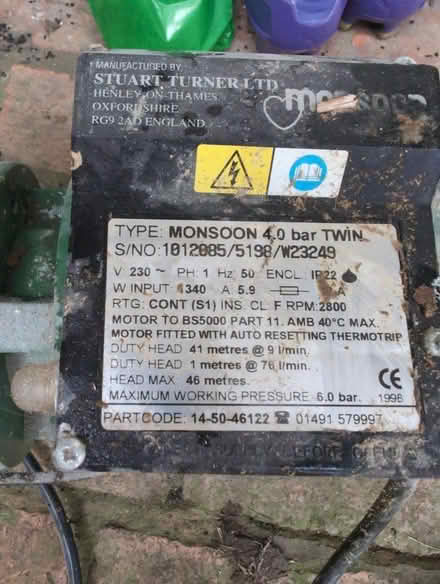 MANUFACTURED BY
STUART TURNER LTD
HENLEY-ON-THAMES
OXFORDSHIRE
RG9 2AD ENGLAND
TYPE: MONSOON 4.0 bar TWIN
S/NO: 1012085/5198/W23249
V 230 ~ PH: 1 Hz 50 ENCL. IP22
W INPUT 1340 A 5.9 A
RTG: CONT (S1) INS. CL F RPM: 2800
MOTOR TO BS5000 PART 11. AMB 40°C MAX.
MOTOR FITTED WITH AUTO RESETTING THERMOTRIP
DUTY HEAD 41 metres @ 9 l/min.
DUTY HEAD 1 metres @ 76 l/min.
HEAD MAX 46 metres.
MAXIMUM WORKING PRESSURE 6.0 bar. 1998
CE
PARTCODE: 14-50-46122 ☎ 01491 579997